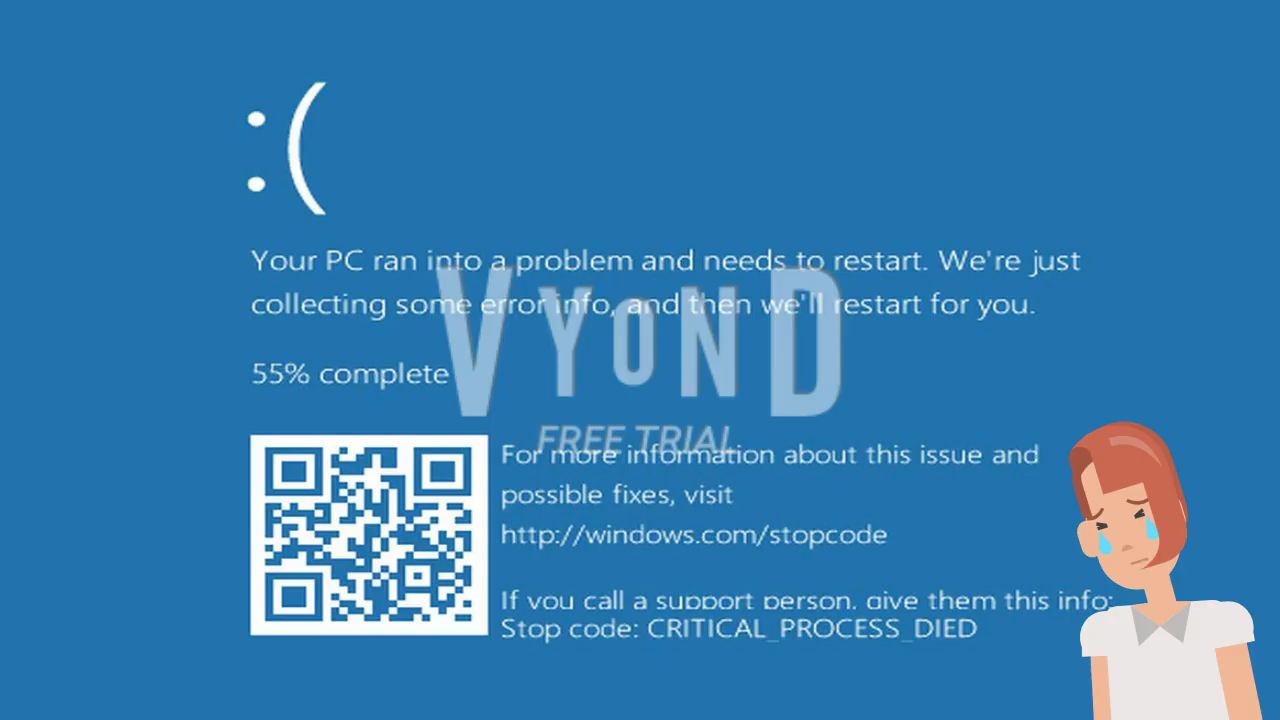 :(
Your PC ran into a problem and needs to restart. We're just
collecting some error info, and then we'll restart for you.
VYOND
55% complete
FREE TRIAL
For more information about this issue and
possible fixes, visit
http://windows.com/stopcode
If you call a support person, give them this info:
Stop code: CRITICAL_PROCESS_DIED